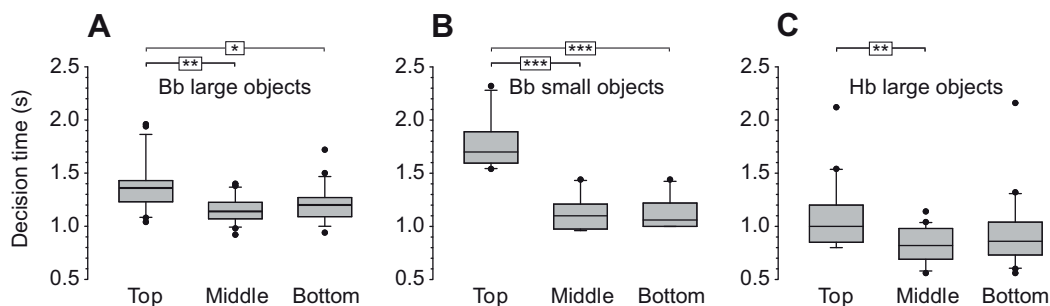 A
B
C
*
**
***
***
**
Bb large objects
Bb small objects
Hb large objects
Decision time (s)
2.5
2.0
1.5
1.0
0.5
2.5
2.0
1.5
1.0
0.5
2.5
2.0
1.5
1.0
0.5
Top Middle Bottom
Top Middle Bottom
Top Middle Bottom